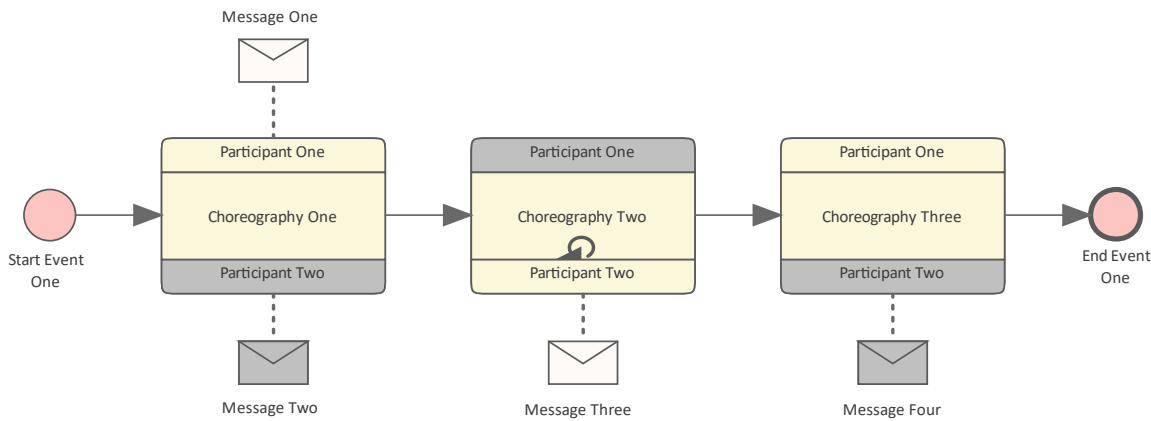 Message One
Participant One
Participant One
Participant One
Choreography One
Choreography Two
Choreography Three
Start Event
One
End Event
One
Participant Two
Participant Two
Participant Two
Message Two
Message Three
Message Four